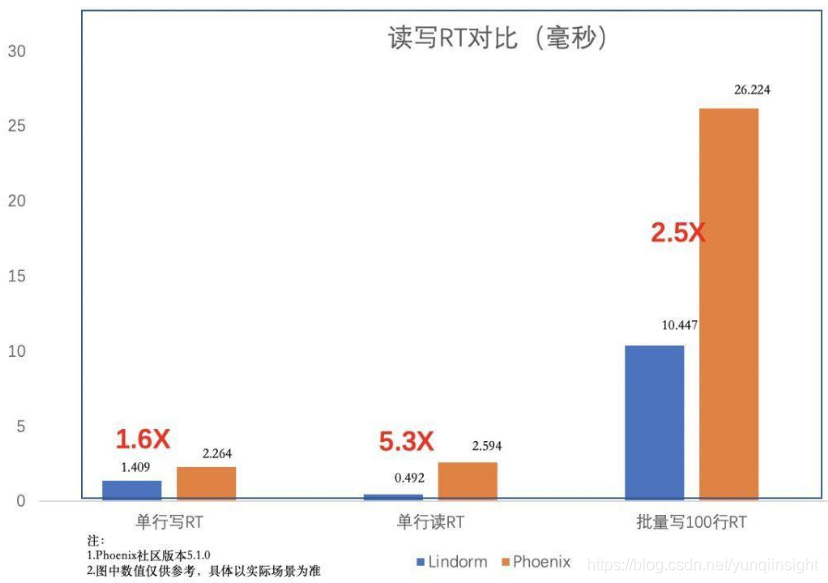 读写RT对比（毫秒）
30
25
20
15
10
5
0
26.224
2.5X
10.447
1.6X
5.3X
1.409
2.264
0.492
2.594
单行写RT
单行读RT
批量写100行RT
注：
1.Phoenix社区版本5.1.0
2.图中数值仅供参考，具体以实际场景为准
Lindorm
Phoenix
https://blog.csdn.net/yunqiinsight